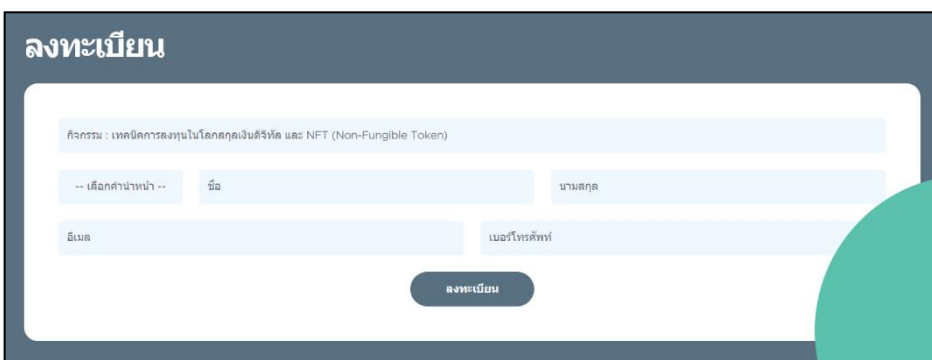 ลงทะเบียน
กิจกรรม : เทคนิคการลงทุนในโลกสกุลเงินดิจิทัล และ NFT (Non-Fungible Token)
-- เลือกคำนำหน้า -- ชื่อ นามสกุล
อีเมล เบอร์โทรศัพท์
ลงทะเบียน